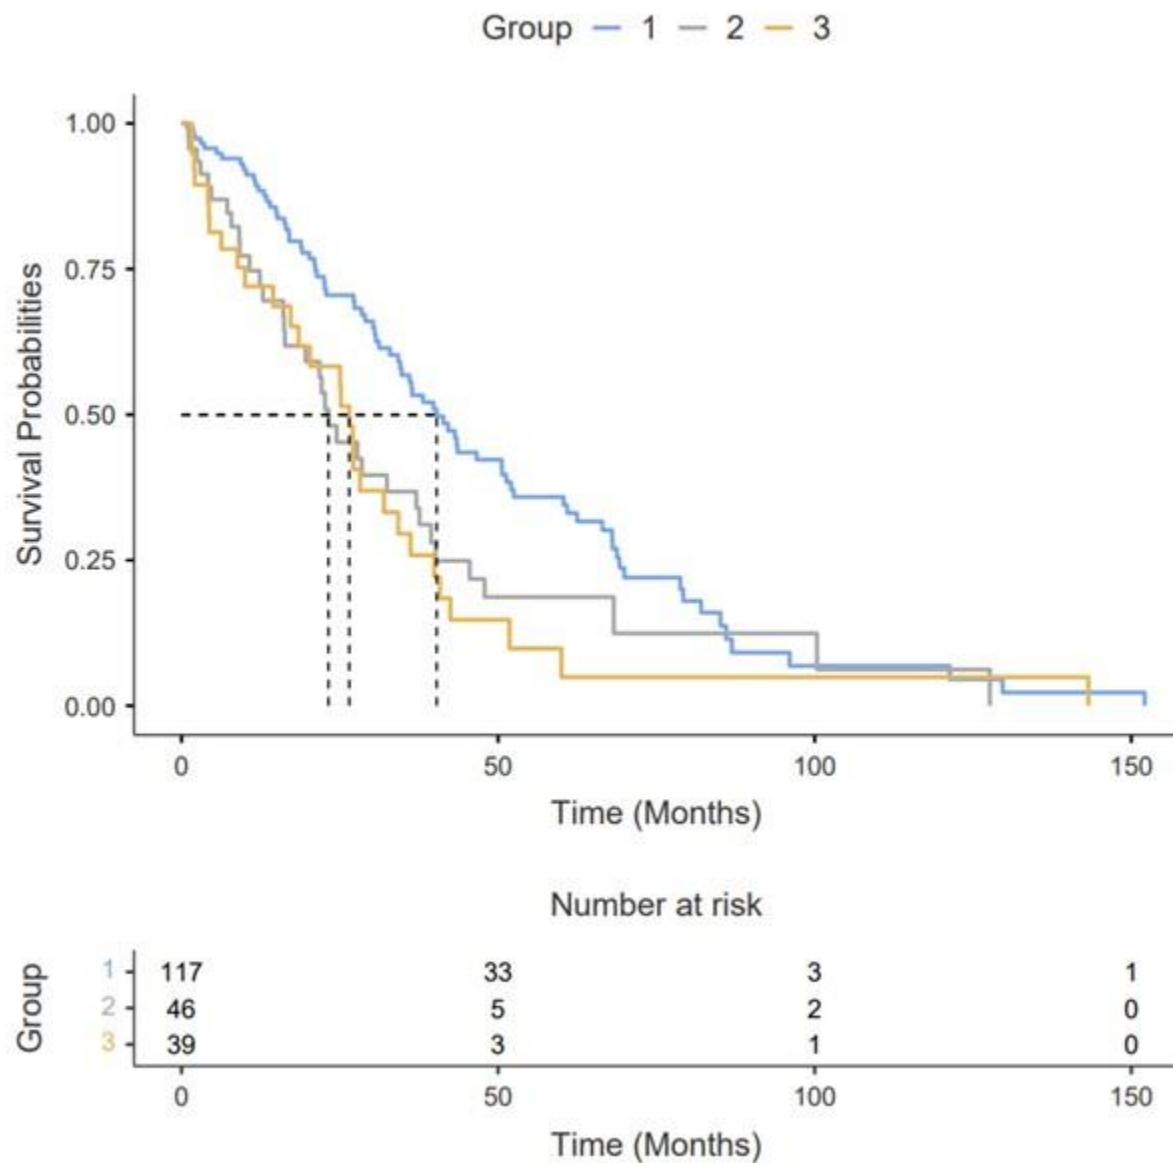 Group 1 2 3
Survival Probabilities
1.00
0.75
0.50
0.25
0.00
0 50 100 150
Time (Months)
Number at risk
Group
1 117 33 3 1
2 46 5 2 0
3 39 3 1 0
0 50 100 150
Time (Months)